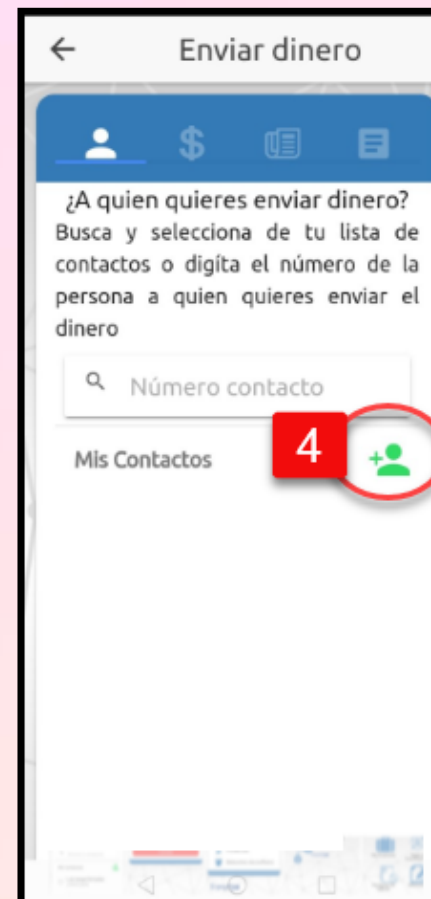 Enviar dinero
¿A quien quieres enviar dinero?
Busca y selecciona de tu lista de
contactos o digíta el número de la
persona a quien quieres enviar el
dinero
Número contacto
Mis Contactos
4